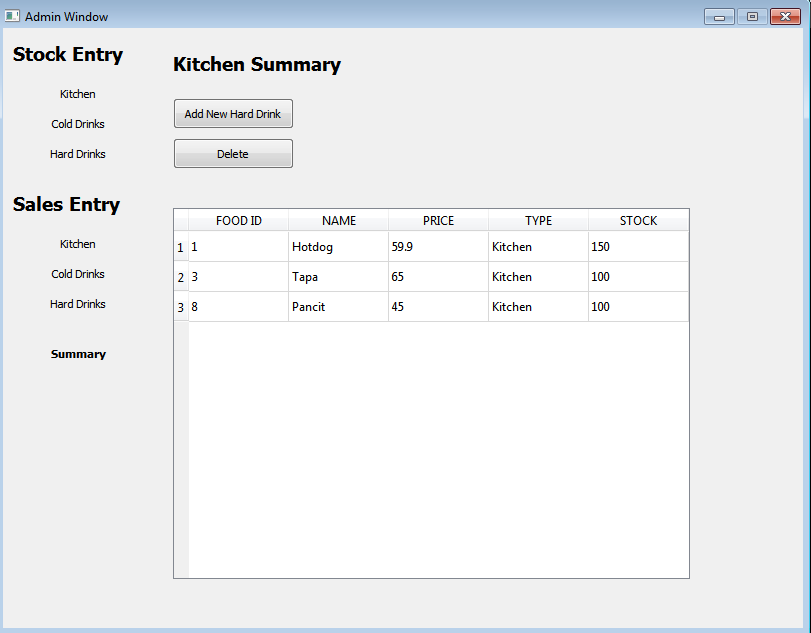 Admin Window
Stock Entry
Kitchen
Cold Drinks
Hard Drinks
Sales Entry
Kitchen
Cold Drinks
Hard Drinks
Summary
Kitchen Summary
Add New Hard Drink
Delete
FOOD ID NAME PRICE TYPE STOCK
1 1 Hotdog 59.9 Kitchen 150
2 3 Tapa 65 Kitchen 100
3 8 Pancit 45 Kitchen 100